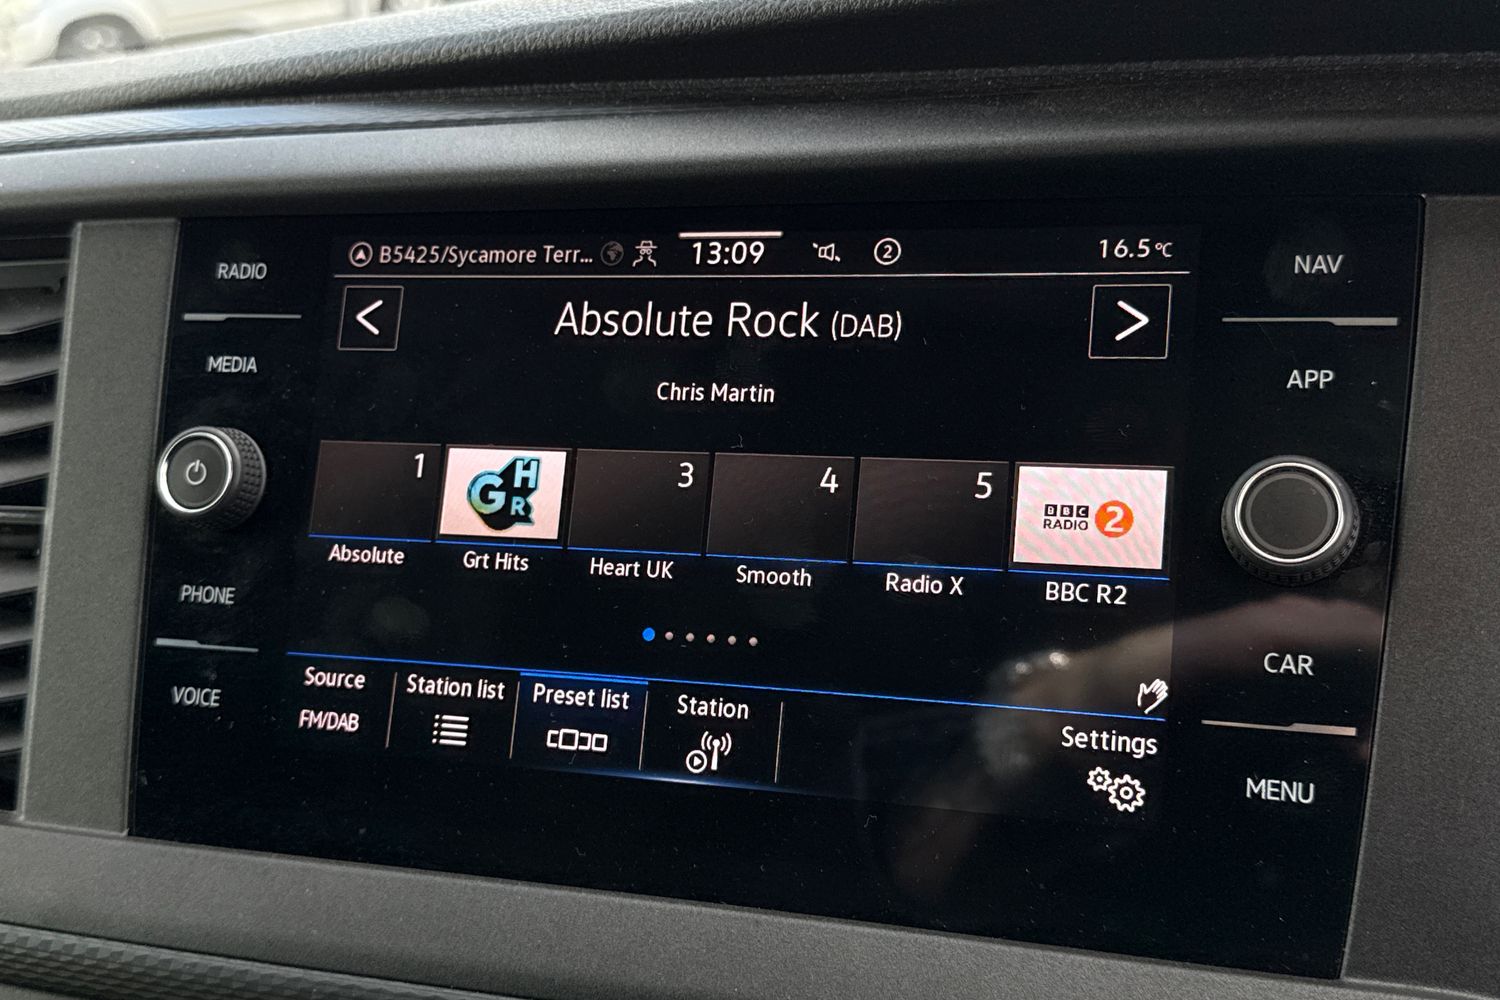 RADIO
MEDIA
PHONE
VOICE
B5425/Sycamore Terr...
13:09
2
16.5°C
Absolute Rock (DAB)
Chris Martin
1
G H R
3
4
5
BBC RADIO 2
Absolute
Grt Hits
Heart UK
Smooth
Radio X
BBC R2
Source
FM/DAB
Station list
Preset list
Station
Settings
NAV
APP
CAR
MENU